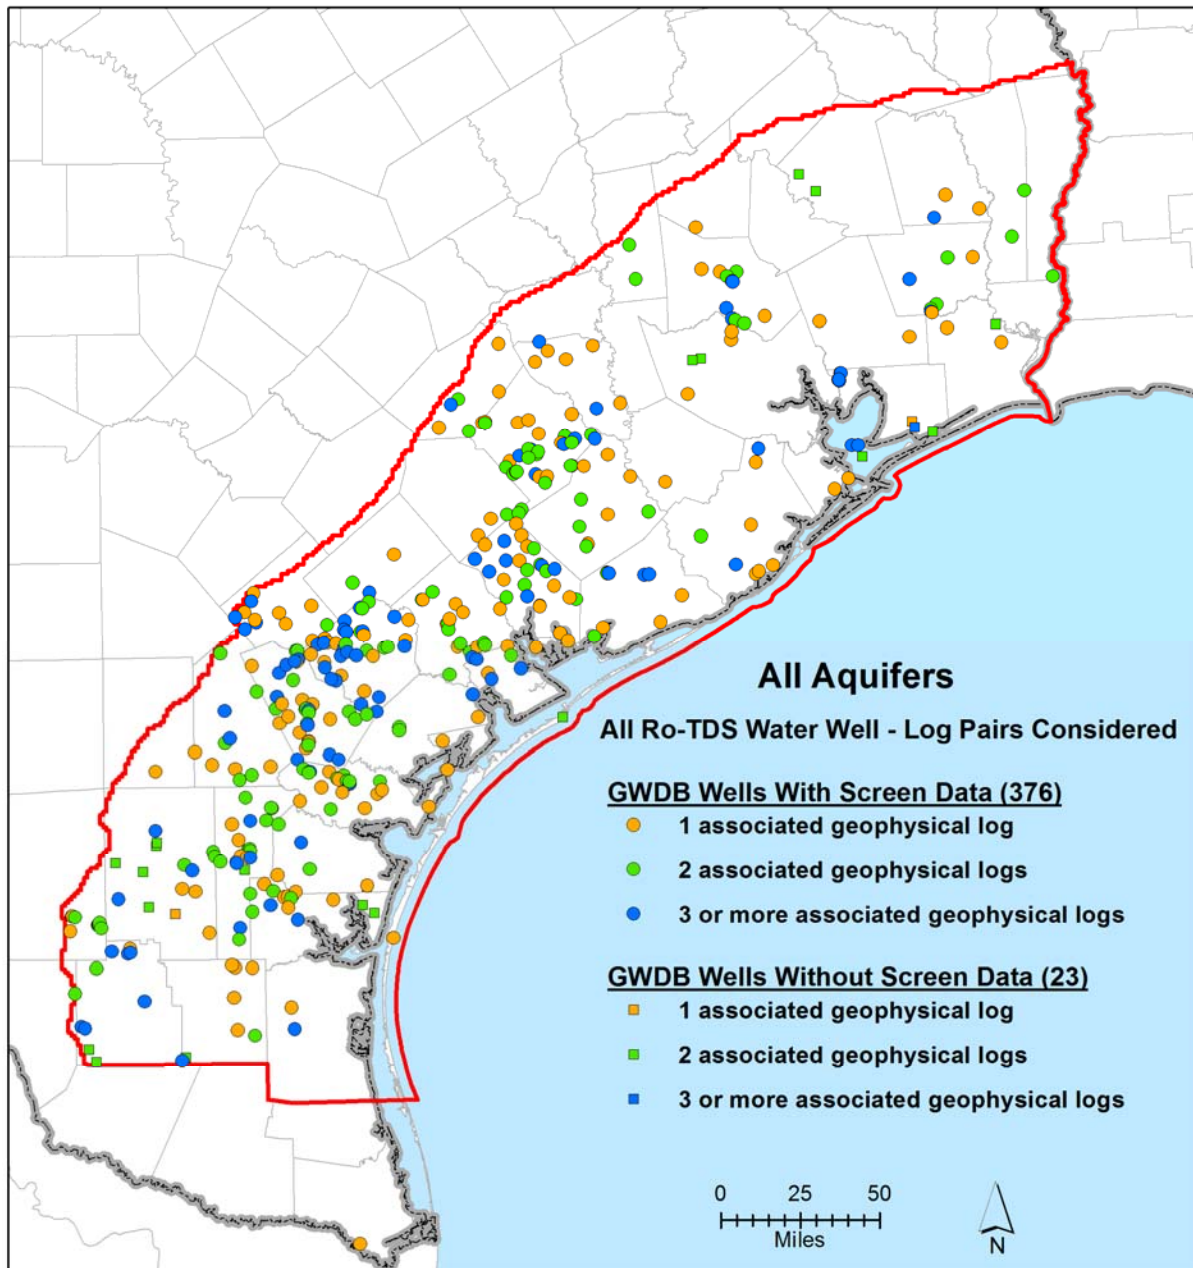 All Aquifers
All Ro-TDS Water Well - Log Pairs Considered
GWDB Wells With Screen Data (376)
1 associated geophysical log
2 associated geophysical logs
3 or more associated geophysical logs
GWDB Wells Without Screen Data (23)
1 associated geophysical log
2 associated geophysical logs
3 or more associated geophysical logs
0 25 50
Miles
N